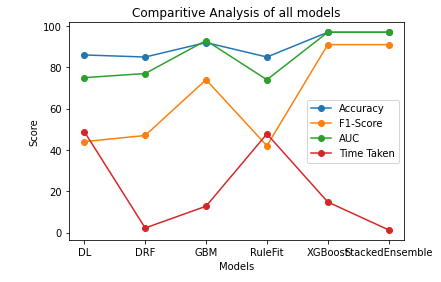 Comparitive Analysis of all models
100
80
60
40
20
0
Score
Accuracy
F1-Score
AUC
Time Taken
DL DRF GBM RuleFit XGBoost StackedEnsemble
Models